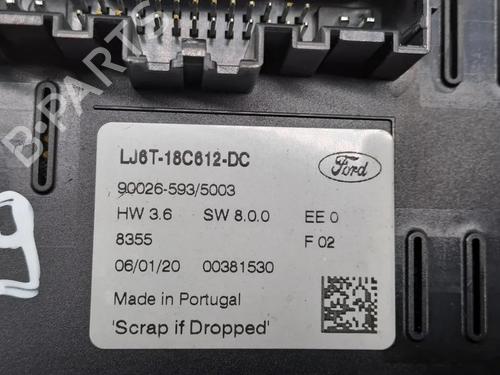 B-PARTS
LJ6T-18C612-DC
Ford
90026-593/5003
HW 3.6 SW 8.0.0 EE 0
8355 F 02
06/01/20 00381530
Made in Portugal
'Scrap if Dropped'